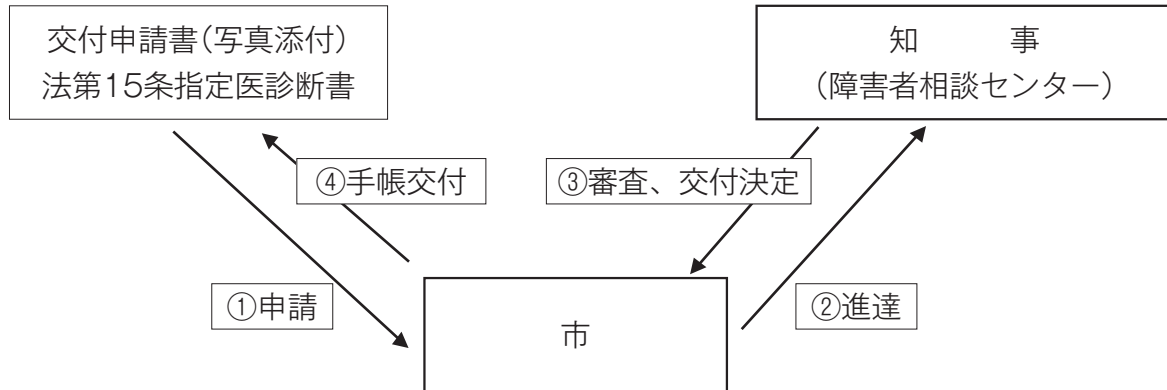 交付申請書（写真添付）
法第15条指定医診断書
知　　　事
（障害者相談センター）
④手帳交付
③審査、交付決定
①申請
②進達
市